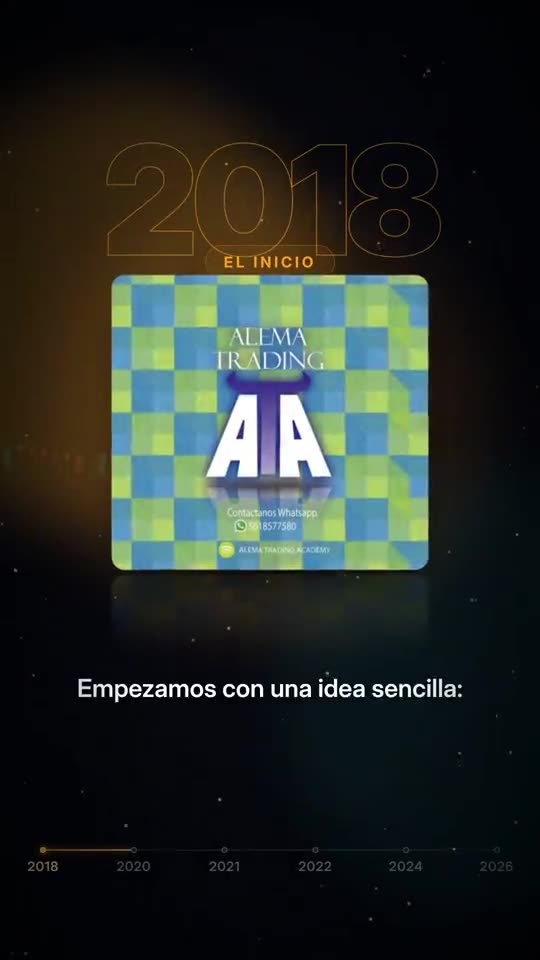 2018
EL INICIO
ALEMA
TRADING
ATA
Contactanos Whatsapp
5618577580
ALEMA TRADING ACADEMY
Empezamos con una idea sencilla:
2018 2020 2021 2022 2024 2026